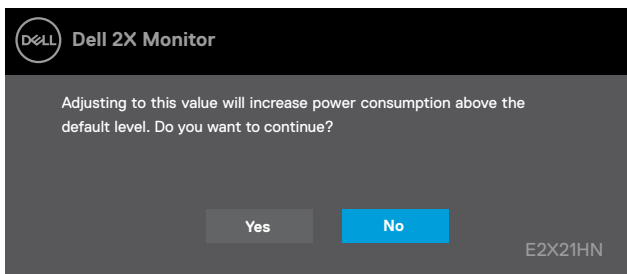 DELL
Dell 2X Monitor
Adjusting to this value will increase power consumption above the
default level. Do you want to continue?
Yes No
E2X21HN